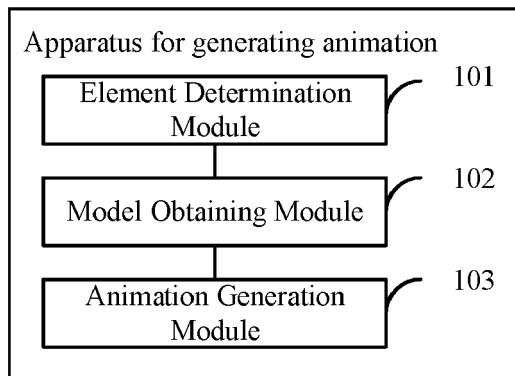 Apparatus for generating animation
Element Determination
Module
101
Model Obtaining Module
102
Animation Generation
Module
103